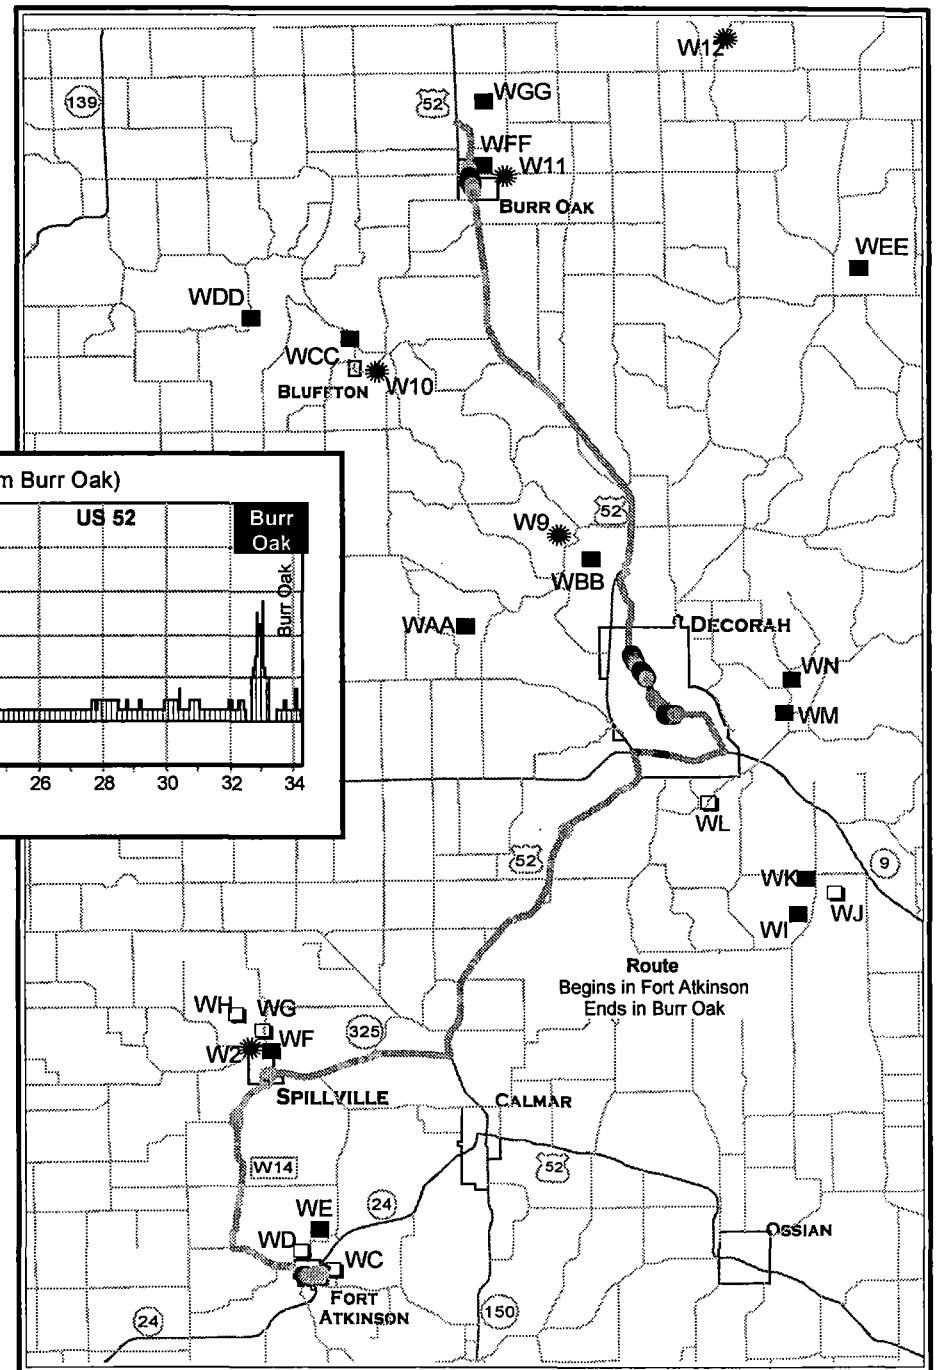 W12
139
52
WGG
WFF
W11
BURR OAK
WEE
WDD
WCC
BLUFFTON
W10
m Burr Oak)
US 52
Burr
Oak
Burr Oak
26 28 30 32 34
W9
52
WBB
WAA
DECORAH
WN
WM
WL
52
9
WK
WJ
WI
Route
Begins in Fort Atkinson
Ends in Burr Oak
WH
WG
W2
WF
325
SPILLVILLE
CALMAR
W14
52
24
WE
WD
WC
OSSIAN
FORT
ATKINSON
24
150